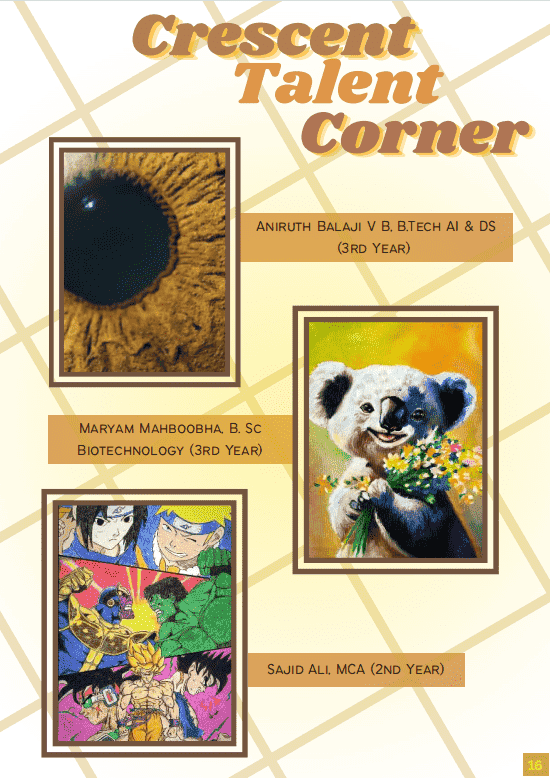 Crescent
Talent
Corner
Aniruth Balaji V B, B.Tech AI & DS
(3rd Year)
Maryam Mahboobha, B. Sc
Biotechnology (3rd Year)
Sajid Ali, MCA (2nd Year)
16